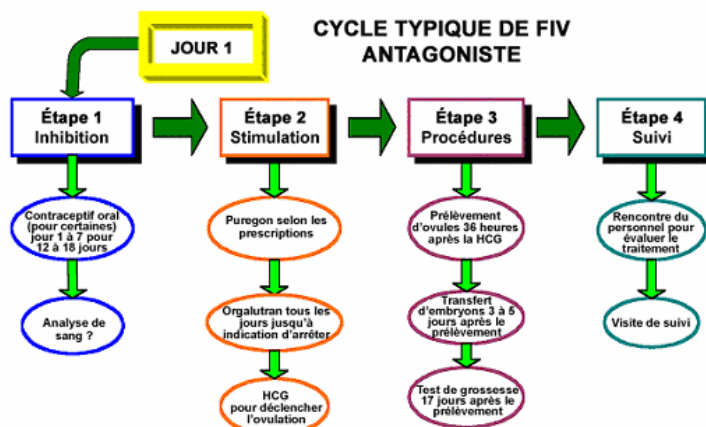 CYCLE TYPIQUE DE FIV
ANTAGONISTE
JOUR 1
Étape 1
Inhibition
Étape 2
Stimulation
Étape 3
Procédures
Étape 4
Suivi
Contraceptif oral
(pour certaines)
jour 1 à 7 pour
12 à 18 jours
Analyse de
sang ?
Puregon selon les
prescriptions
Orgalutran tous les
jours jusqu'à
indication d'arrêter
HCG
pour déclencher
l'ovulation
Prélèvement
d'ovules 36 heures
après la HCG
Transfert
d'embryons 3 à 5
jours après le
prélèvement
Test de grossesse
17 jours après le
prélèvement
Rencontre du
personnel pour
évaluer le
traitement
Visite de suivi